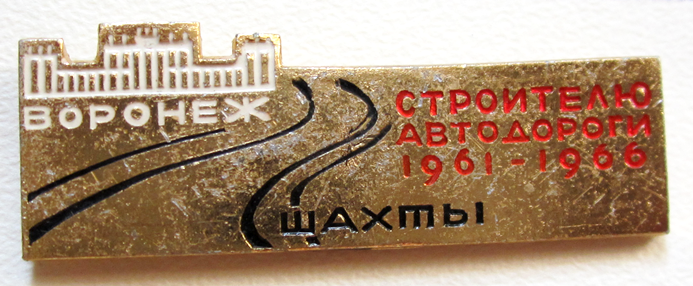 ВОРОНЕЖ
СТРОИТЕЛЮ
АВТОДОРОГИ
1961-1966
ШАХТЫ